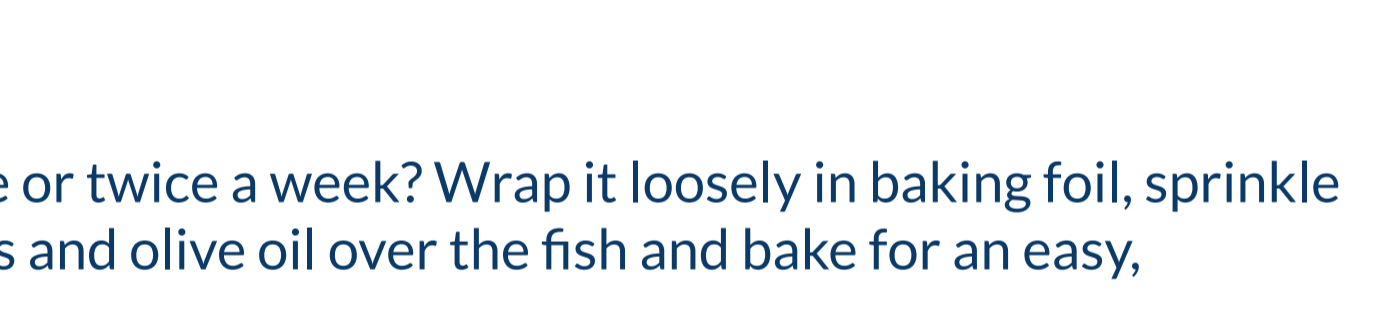 or twice a week? Wrap it loosely in baking foil, sprinkle
and olive oil over the fish and bake for an easy,